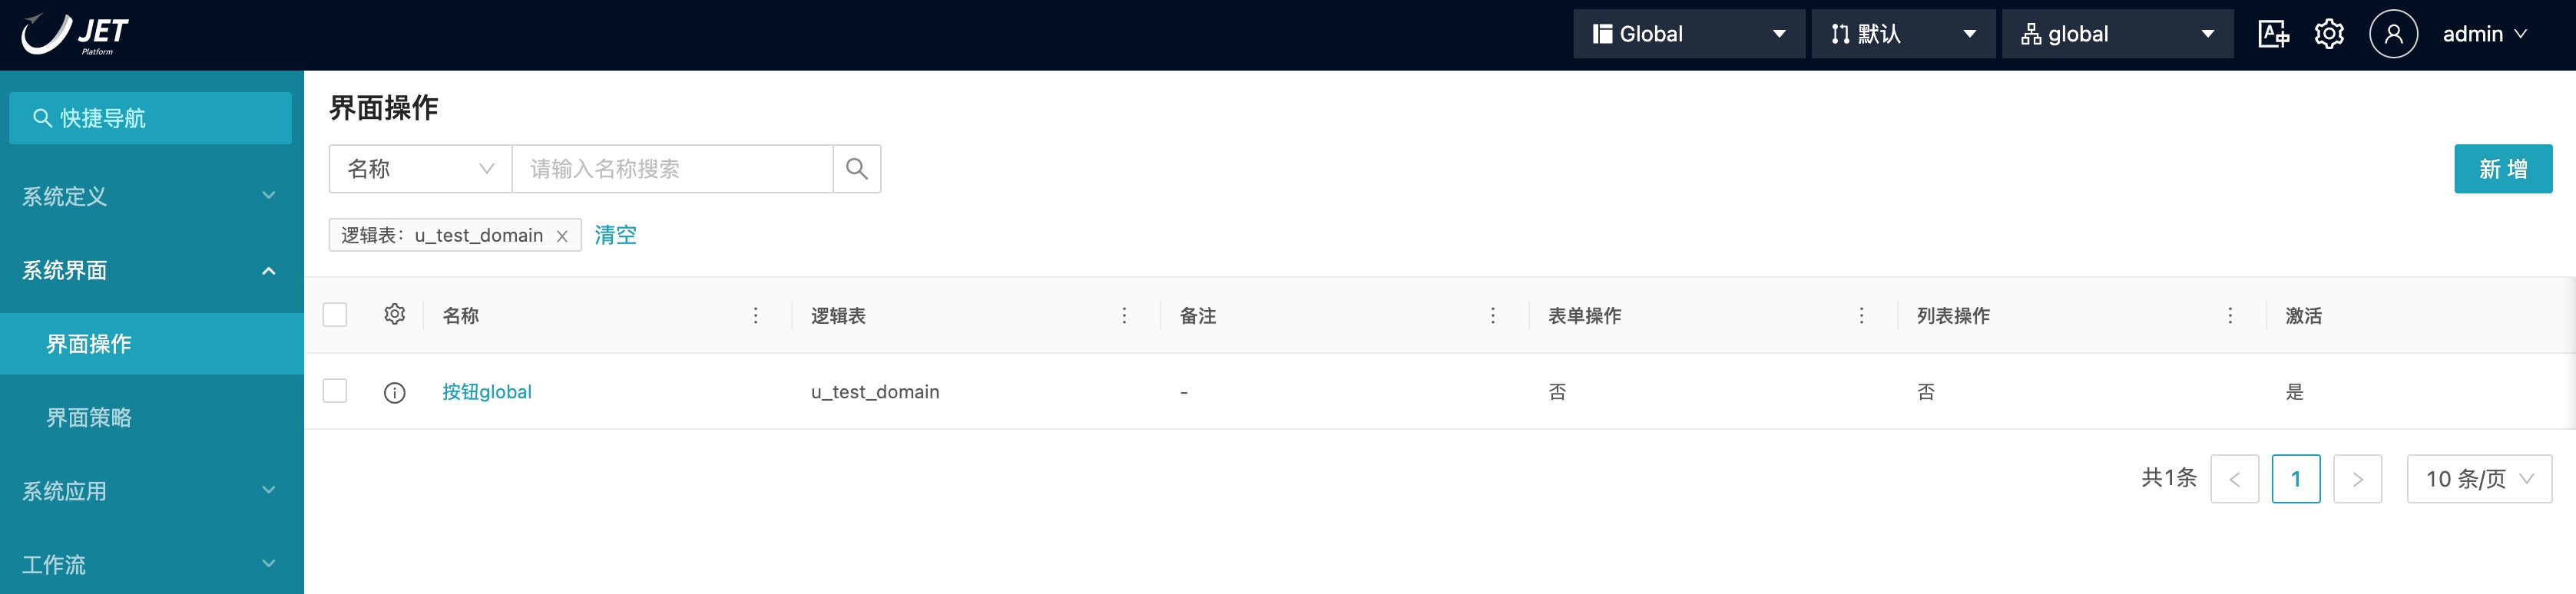 JET
Platform
Global
默认
global
admin
快捷导航
系统定义
系统界面
界面操作
界面策略
系统应用
工作流
界面操作
名称 请输入名称搜索
新 增
逻辑表：u_test_domain 清空
名称 逻辑表 备注 表单操作 列表操作 激活
按钮global u_test_domain - 否 否 是
共1条 < 1 > 10 条/页